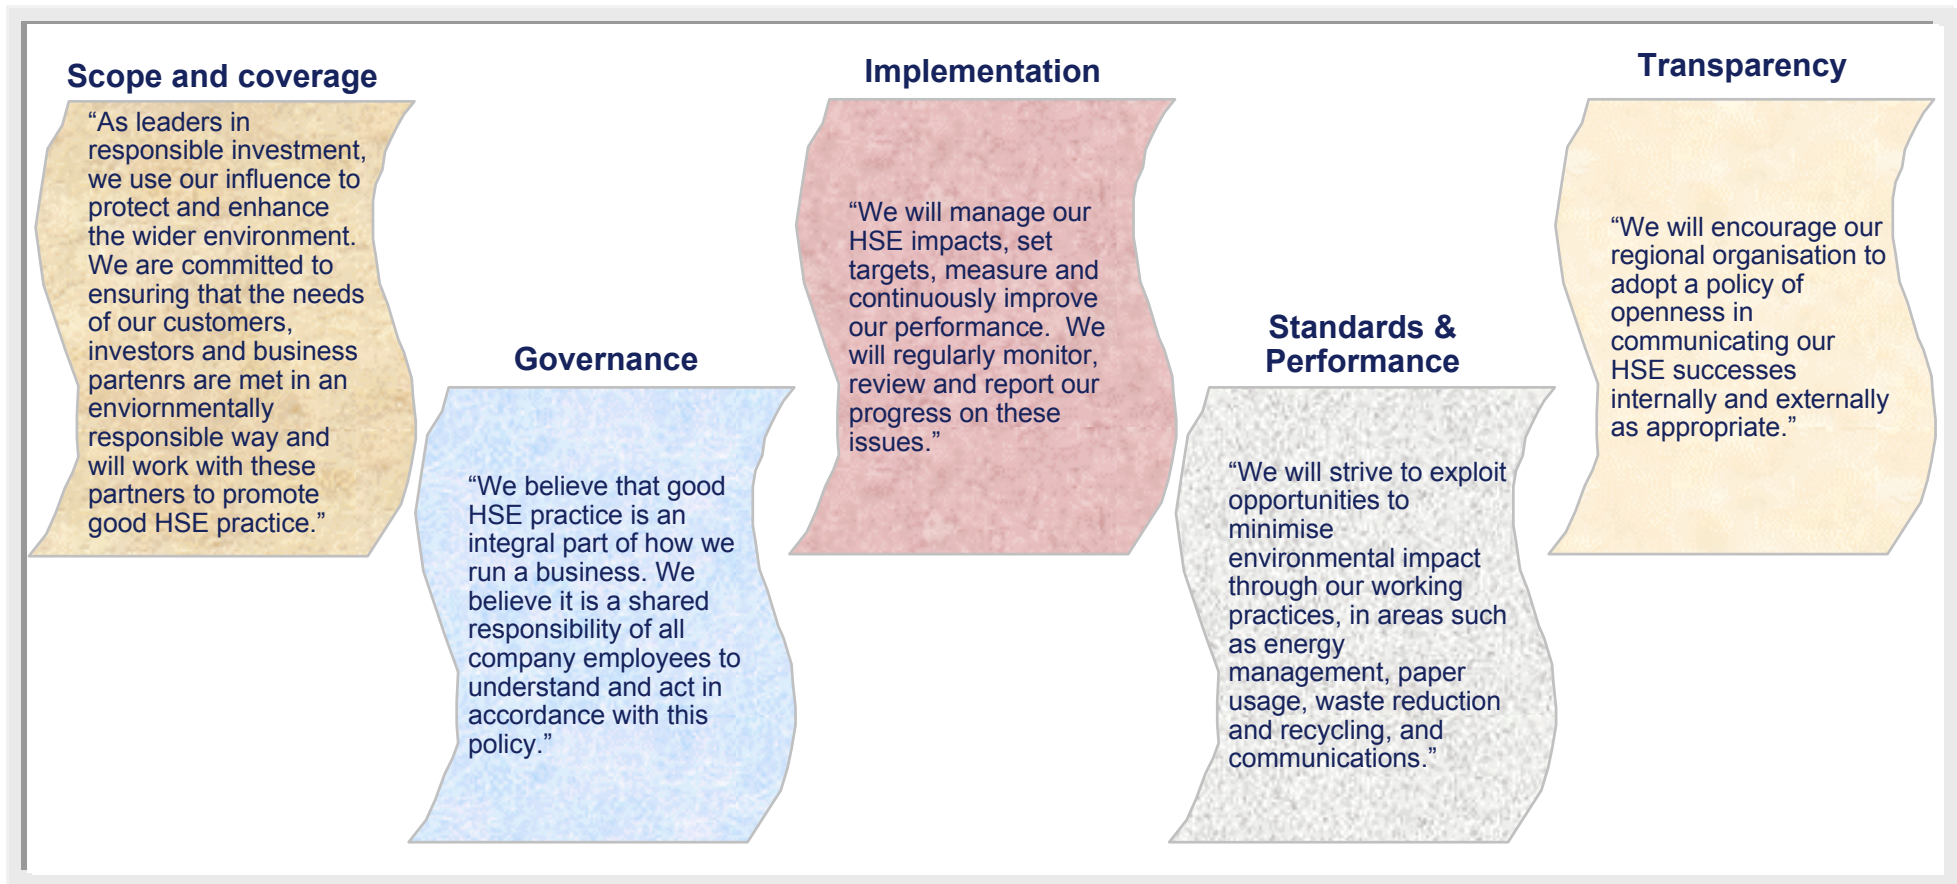 Scope and coverage
“As leaders in
responsible investment,
we use our influence to
protect and enhance
the wider environment.
We are committed to
ensuring that the needs
of our customers,
investors and business
partenrs are met in an
enviornmentally
responsible way and
will work with these
partners to promote
good HSE practice.”
Governance
“We believe that good
HSE practice is an
integral part of how we
run a business. We
believe it is a shared
responsibility of all
company employees to
understand and act in
accordance with this
policy.”
Implementation
“We will manage our
HSE impacts, set
targets, measure and
continuously improve
our performance.  We
will regularly monitor,
review and report our
progress on these
issues.”
Standards &
Performance
“We will strive to exploit
opportunities to
minimise
environmental impact
through our working
practices, in areas such
as energy
management, paper
usage, waste reduction
and recycling, and
communications.”
Transparency
“We will encourage our
regional organisation to
adopt a policy of
openness in
communicating our
HSE successes
internally and externally
as appropriate.”